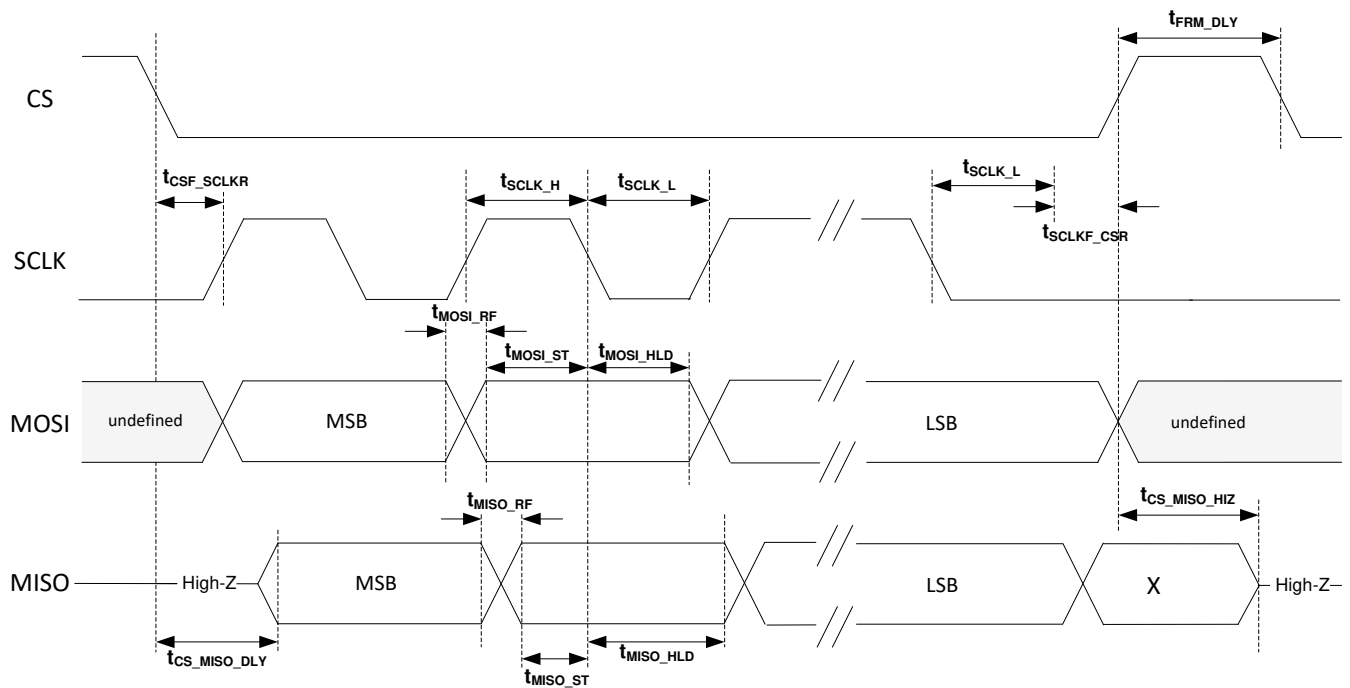 tFRM_DLY
CS
tCSF_SCLKR
tSCLK_H
tSCLK_L
tSCLK_L
tSCLKF_CSR
SCLK
tMOSI_RF
tMOSI_ST
tMOSI_HLD
MOSI
undefined
MSB
LSB
undefined
tMISO_RF
tCS_MISO_HIZ
MISO
High-Z
MSB
LSB
X
High-Z
tCS_MISO_DLY
tMISO_ST
tMISO_HLD